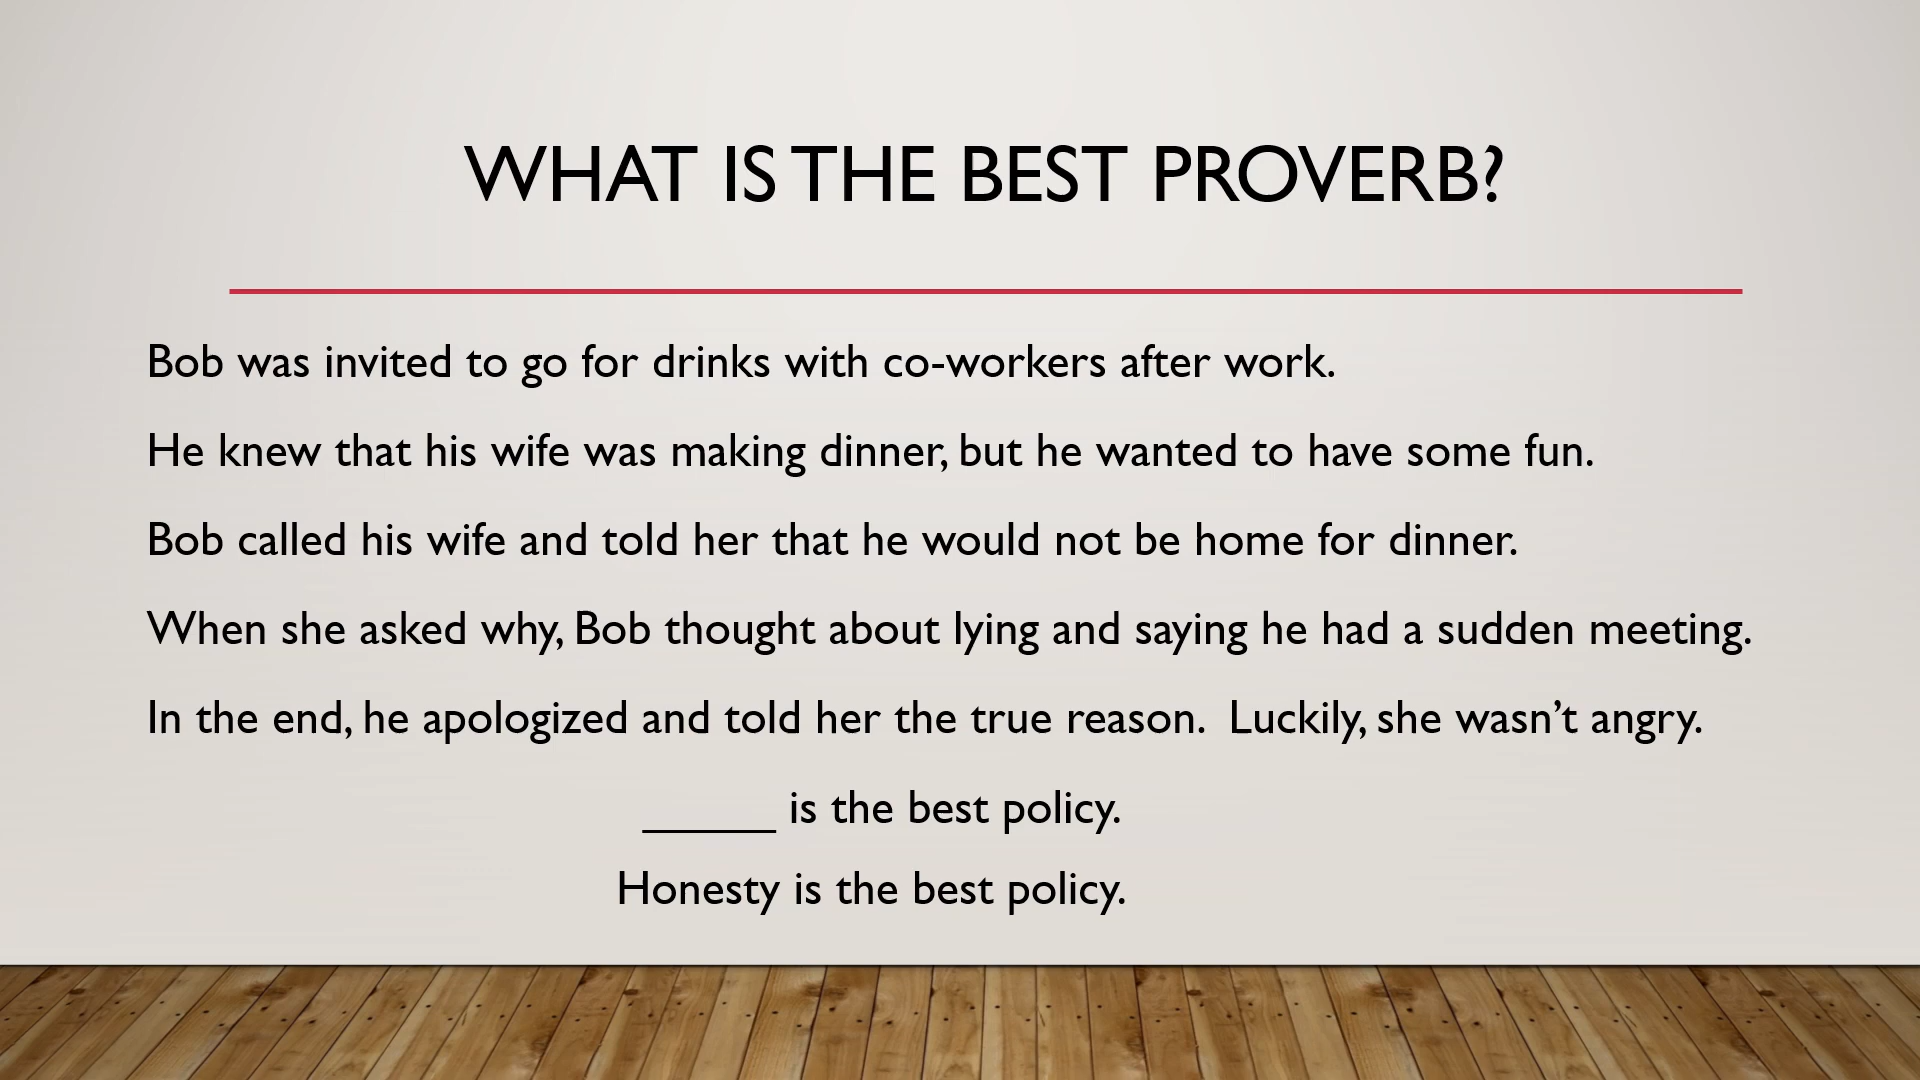 WHAT IS THE BEST PROVERB?
Bob was invited to go for drinks with co-workers after work.
He knew that his wife was making dinner, but he wanted to have some fun.
Bob called his wife and told her that he would not be home for dinner.
When she asked why, Bob thought about lying and saying he had a sudden meeting.
In the end, he apologized and told her the true reason.  Luckily, she wasn’t angry.
______ is the best policy.
Honesty is the best policy.